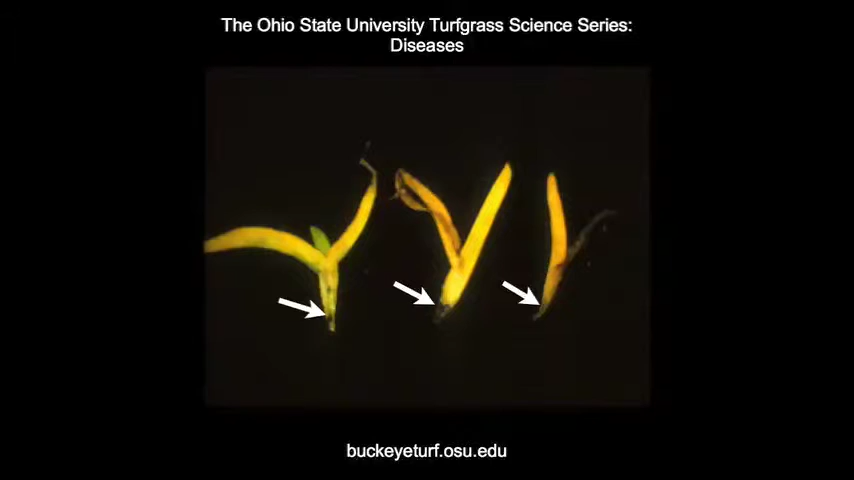 The Ohio State University Turfgrass Science Series:
Diseases
buckeyeturf.osu.edu